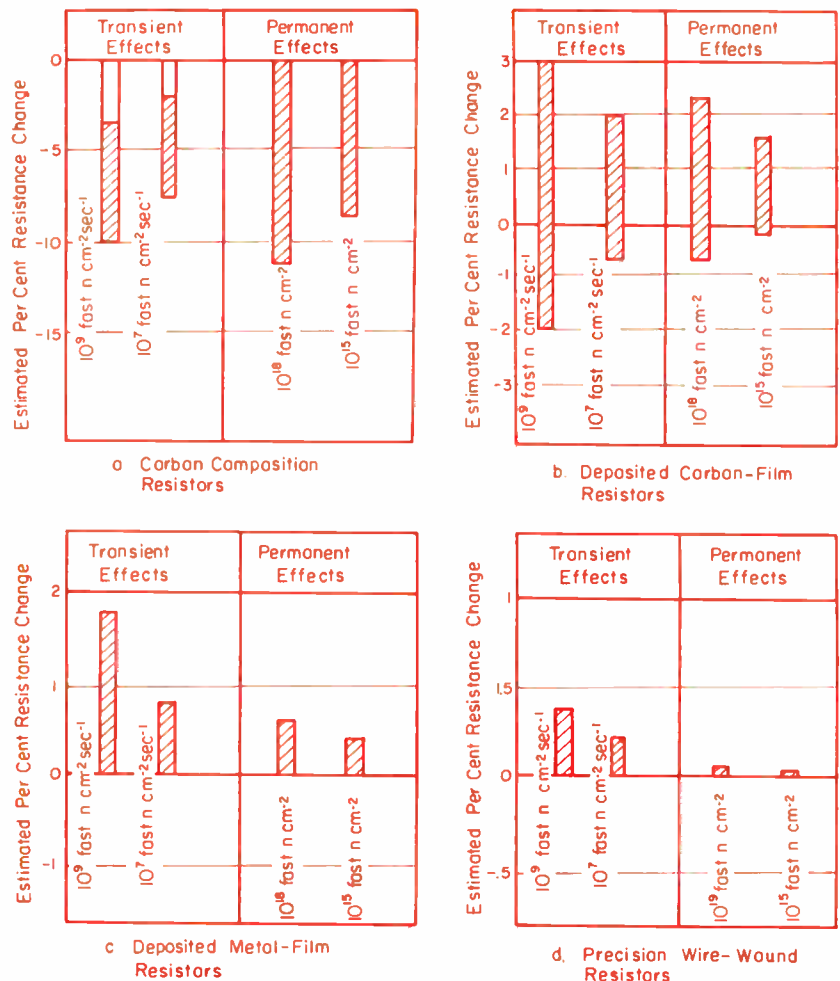 Transient Effects
Permanent Effects
Estimated Per Cent Resistance Change
0
-5
-10
-15
10⁹ fast n cm⁻² sec⁻¹
10⁷ fast n cm⁻² sec⁻¹
10¹⁸ fast n cm⁻²
10¹⁵ fast n cm⁻²
a Carbon Composition
Resistors
Transient Effects
Permanent Effects
Estimated Per Cent Resistance Change
3
2
1
0
-1
-2
-3
10⁹ fast n cm⁻² sec⁻¹
10⁷ fast n cm⁻² sec⁻¹
10¹⁸ fast n cm⁻²
10¹⁵ fast n cm⁻²
b. Deposited Carbon-Film
Resistors
Transient Effects
Permanent Effects
Estimated Per Cent Resistance Change
2
1
0
-1
10⁹ fast n cm² sec⁻¹
10⁷ fast n cm⁻² sec⁻¹
10¹⁸ fast n cm⁻²
10¹⁵ fast n cm⁻²
c Deposited Metal-Film
Resistors
Transient Effects
Permanent Effects
Estimated Per Cent Resistance Change
1
1.5
0
-.5
10⁹ fast n cm⁻² sec⁻¹
10⁷ fast n cm⁻² sec⁻¹
10¹⁹ fast n cm⁻²
10¹⁵ fast n cm⁻²
d. Precision Wire-Wound
Resistors